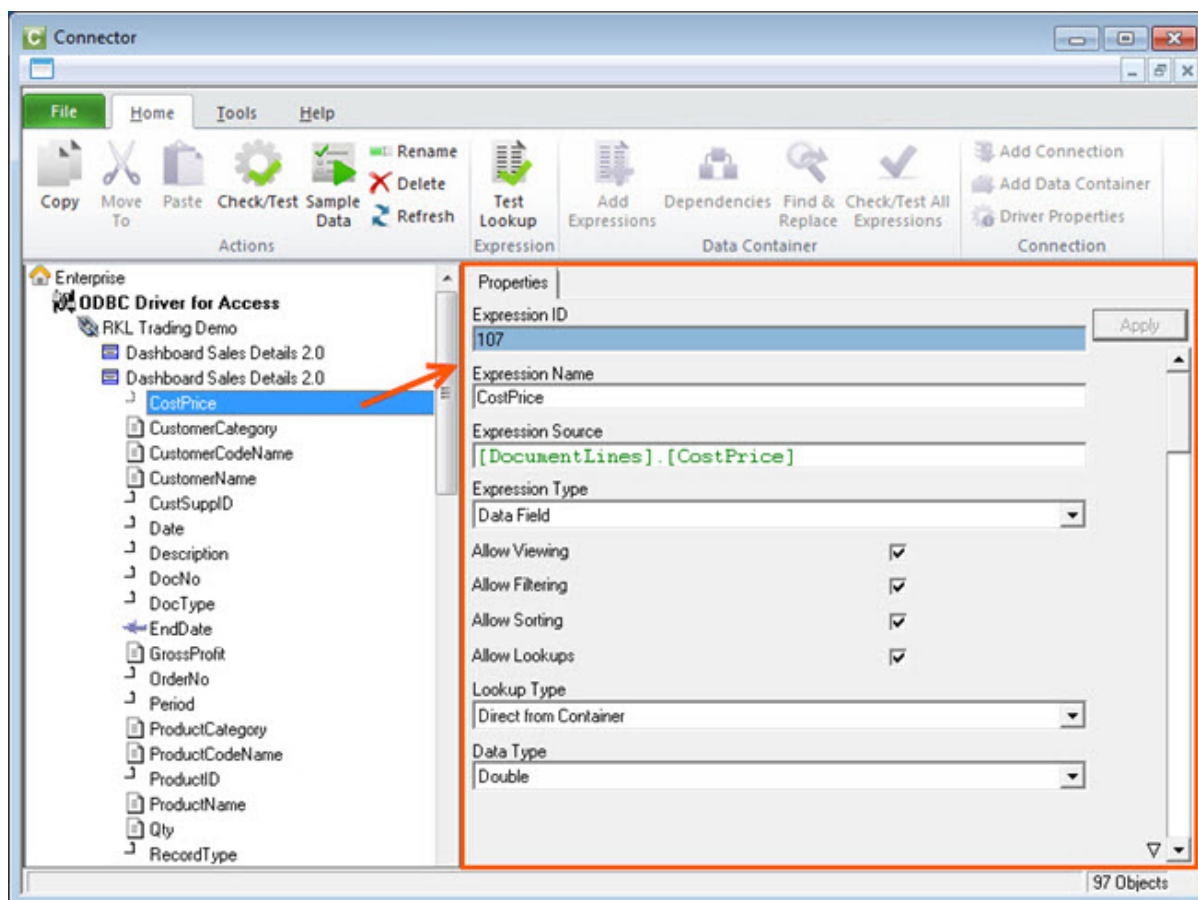 Connector
File Home Tools Help
Copy Move To Paste Check/Test Sample Data Rename Delete Refresh
Actions
Test Lookup
Expression
Add Expressions Dependencies Find & Replace Check/Test All Expressions
Data Container
Add Connection
Add Data Container
Driver Properties
Connection
Enterprise
ODBC Driver for Access
RKL Trading Demo
Dashboard Sales Details 2.0
Dashboard Sales Details 2.0
CostPrice
CustomerCategory
CustomerCodeName
CustomerName
CustSuppID
Date
Description
DocNo
DocType
EndDate
GrossProfit
OrderNo
Period
ProductCategory
ProductCodeName
ProductID
ProductName
Qty
RecordType
Properties
Expression ID
107
Apply
Expression Name
CostPrice
Expression Source
[DocumentLines].[CostPrice]
Expression Type
Data Field
Allow Viewing
Allow Filtering
Allow Sorting
Allow Lookups
Lookup Type
Direct from Container
Data Type
Double
97 Objects